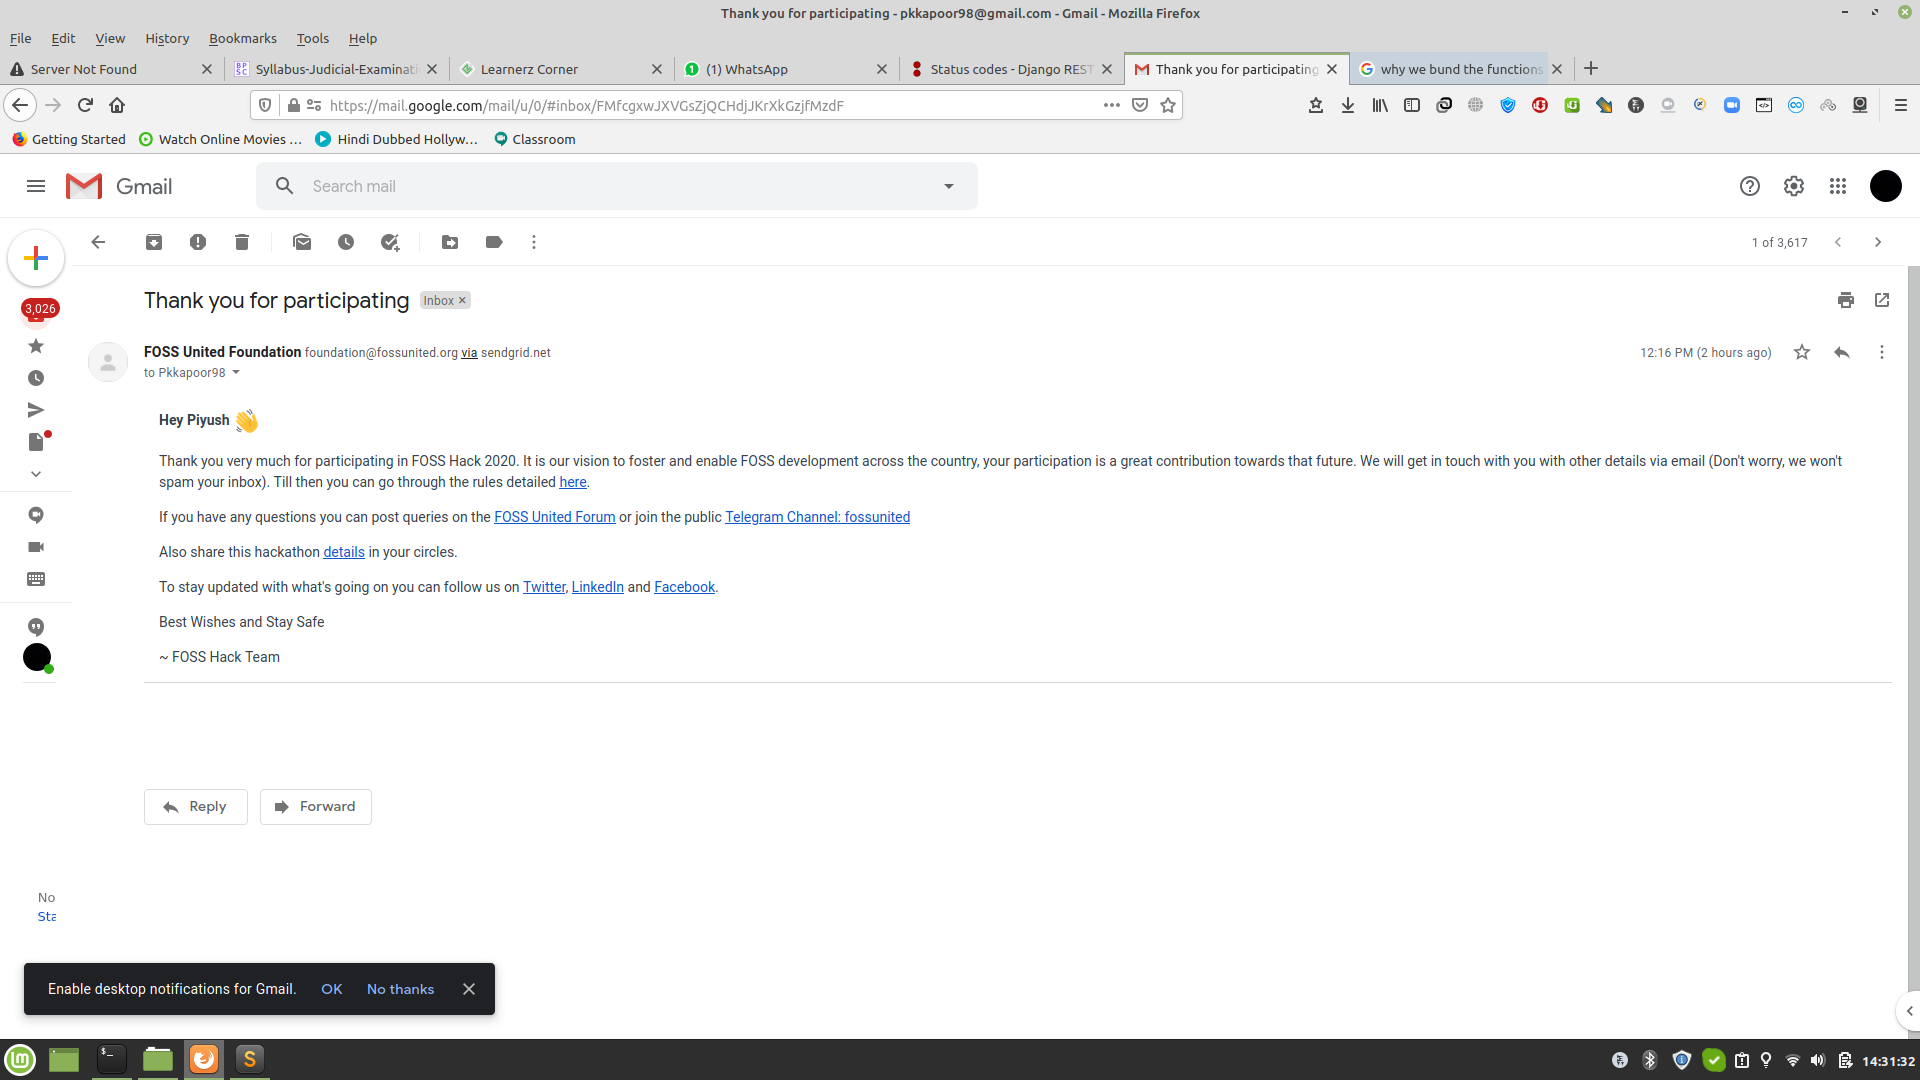 Thank you for participating - pkkapoor98@gmail.com - Gmail - Mozilla Firefox
File Edit View History Bookmarks Tools Help
Server Not Found Syllabus-Judicial-Examinati Learnerz Corner (1) WhatsApp Status codes - Django REST Thank you for participating why we bund the functions
https://mail.google.com/mail/u/0/#inbox/FMfcgxwJXVGsZjQCHdjJKrXkGzjfMzdF
Getting Started Watch Online Movies ... Hindi Dubbed Hollyw... Classroom
Gmail Search mail
1 of 3,617
Thank you for participating Inbox ×
3,026
FOSS United Foundation foundation@fossunited.org via sendgrid.net 12:16 PM (2 hours ago)
to Pkkapoor98
Hey Piyush
Thank you very much for participating in FOSS Hack 2020. It is our vision to foster and enable FOSS development across the country, your participation is a great contribution towards that future. We will get in touch with you with other details via email (Don't worry, we won't
spam your inbox). Till then you can go through the rules detailed here.
If you have any questions you can post queries on the FOSS United Forum or join the public Telegram Channel: fossunited
Also share this hackathon details in your circles.
To stay updated with what's going on you can follow us on Twitter, LinkedIn and Facebook.
Best Wishes and Stay Safe
~ FOSS Hack Team
Reply Forward
No
Sta
Enable desktop notifications for Gmail. OK No thanks
14:31:32